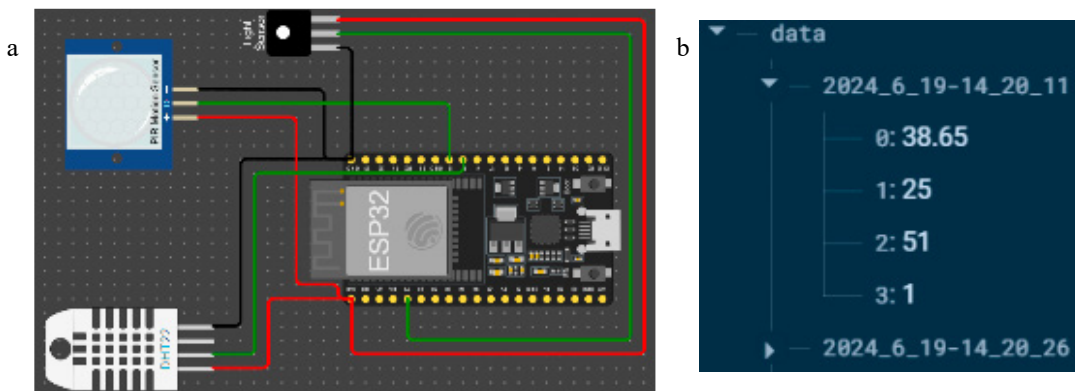 a
Light
Sensor
PIR Motion Sensor
ESP32
DHT22
b
data
2024_6_19-14_20_11
0: 38.65
1: 25
2: 51
3: 1
2024_6_19-14_20_26